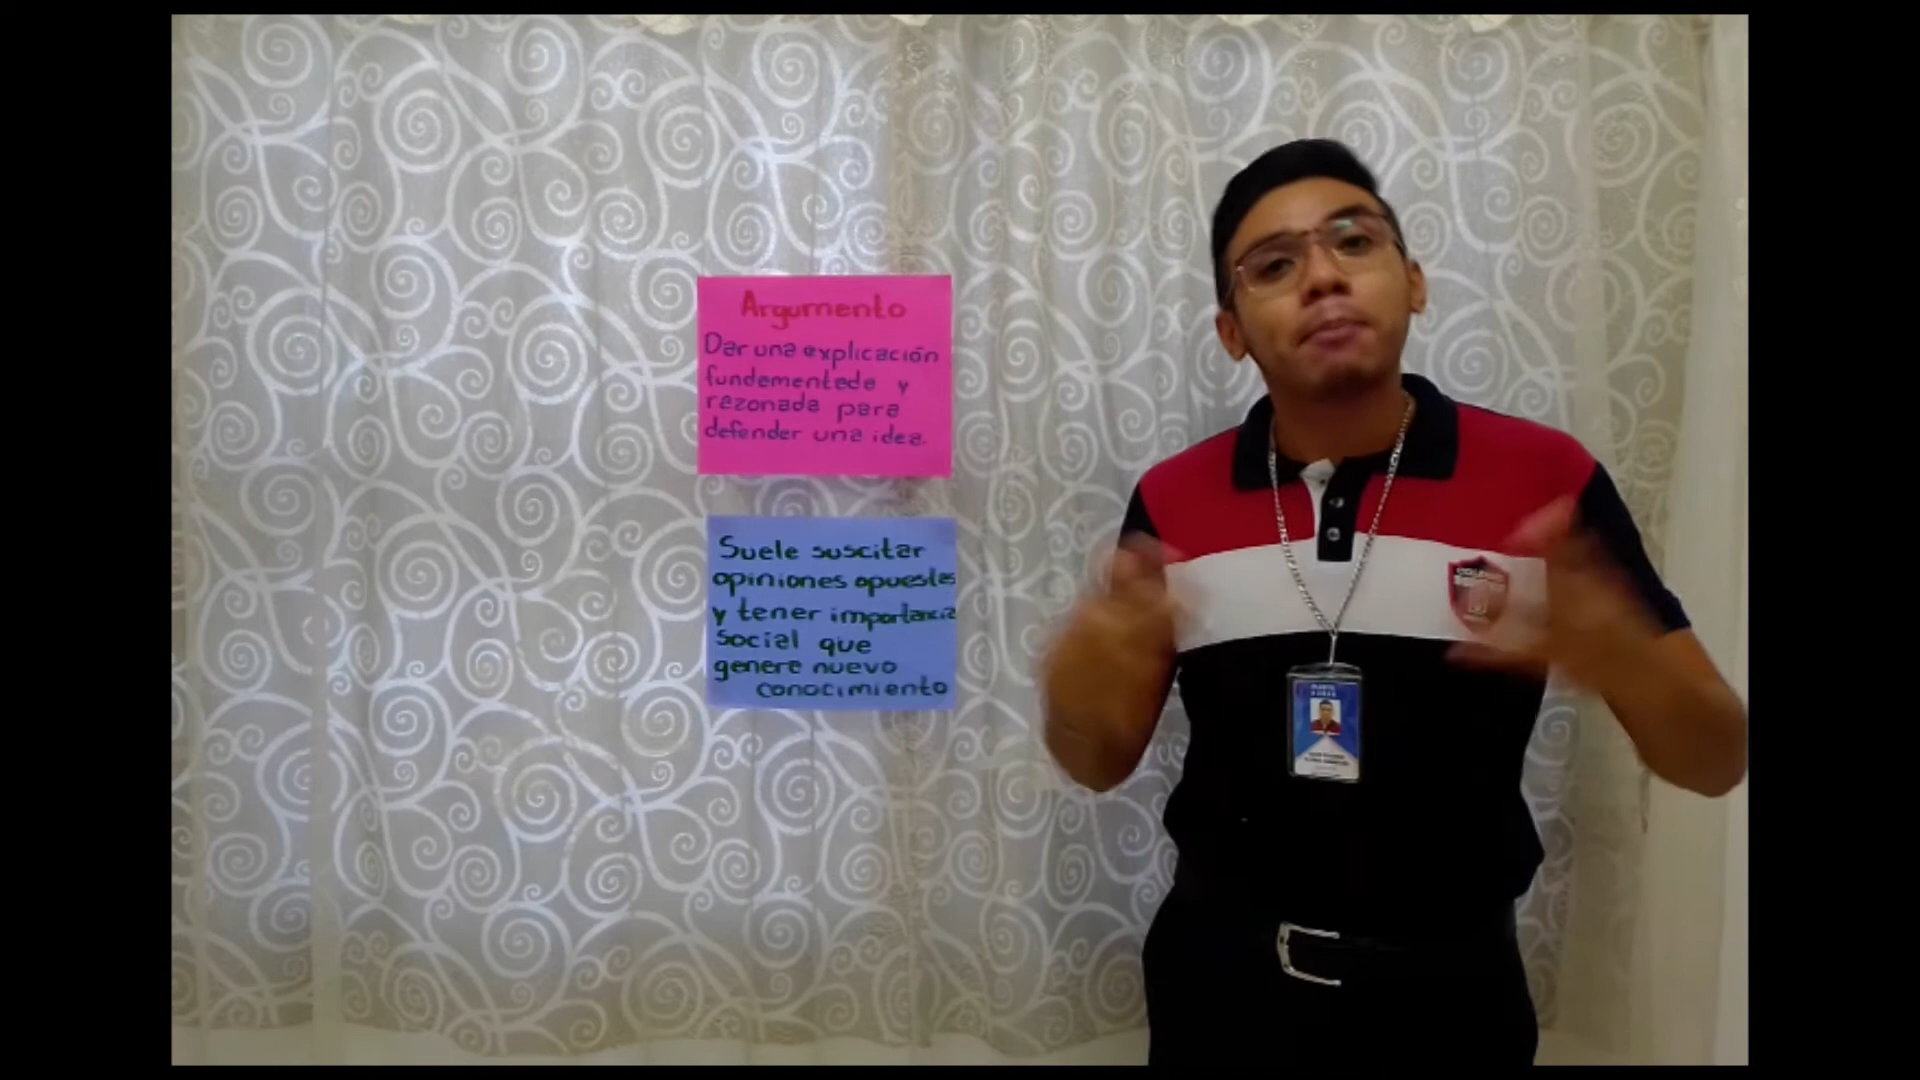 Argumento
Dar una explicación
fundamentada y
razonada para
defender una idea.
Suele suscitar
opiniones opuestas
y tener importancia
social que
genere nuevo
conocimiento